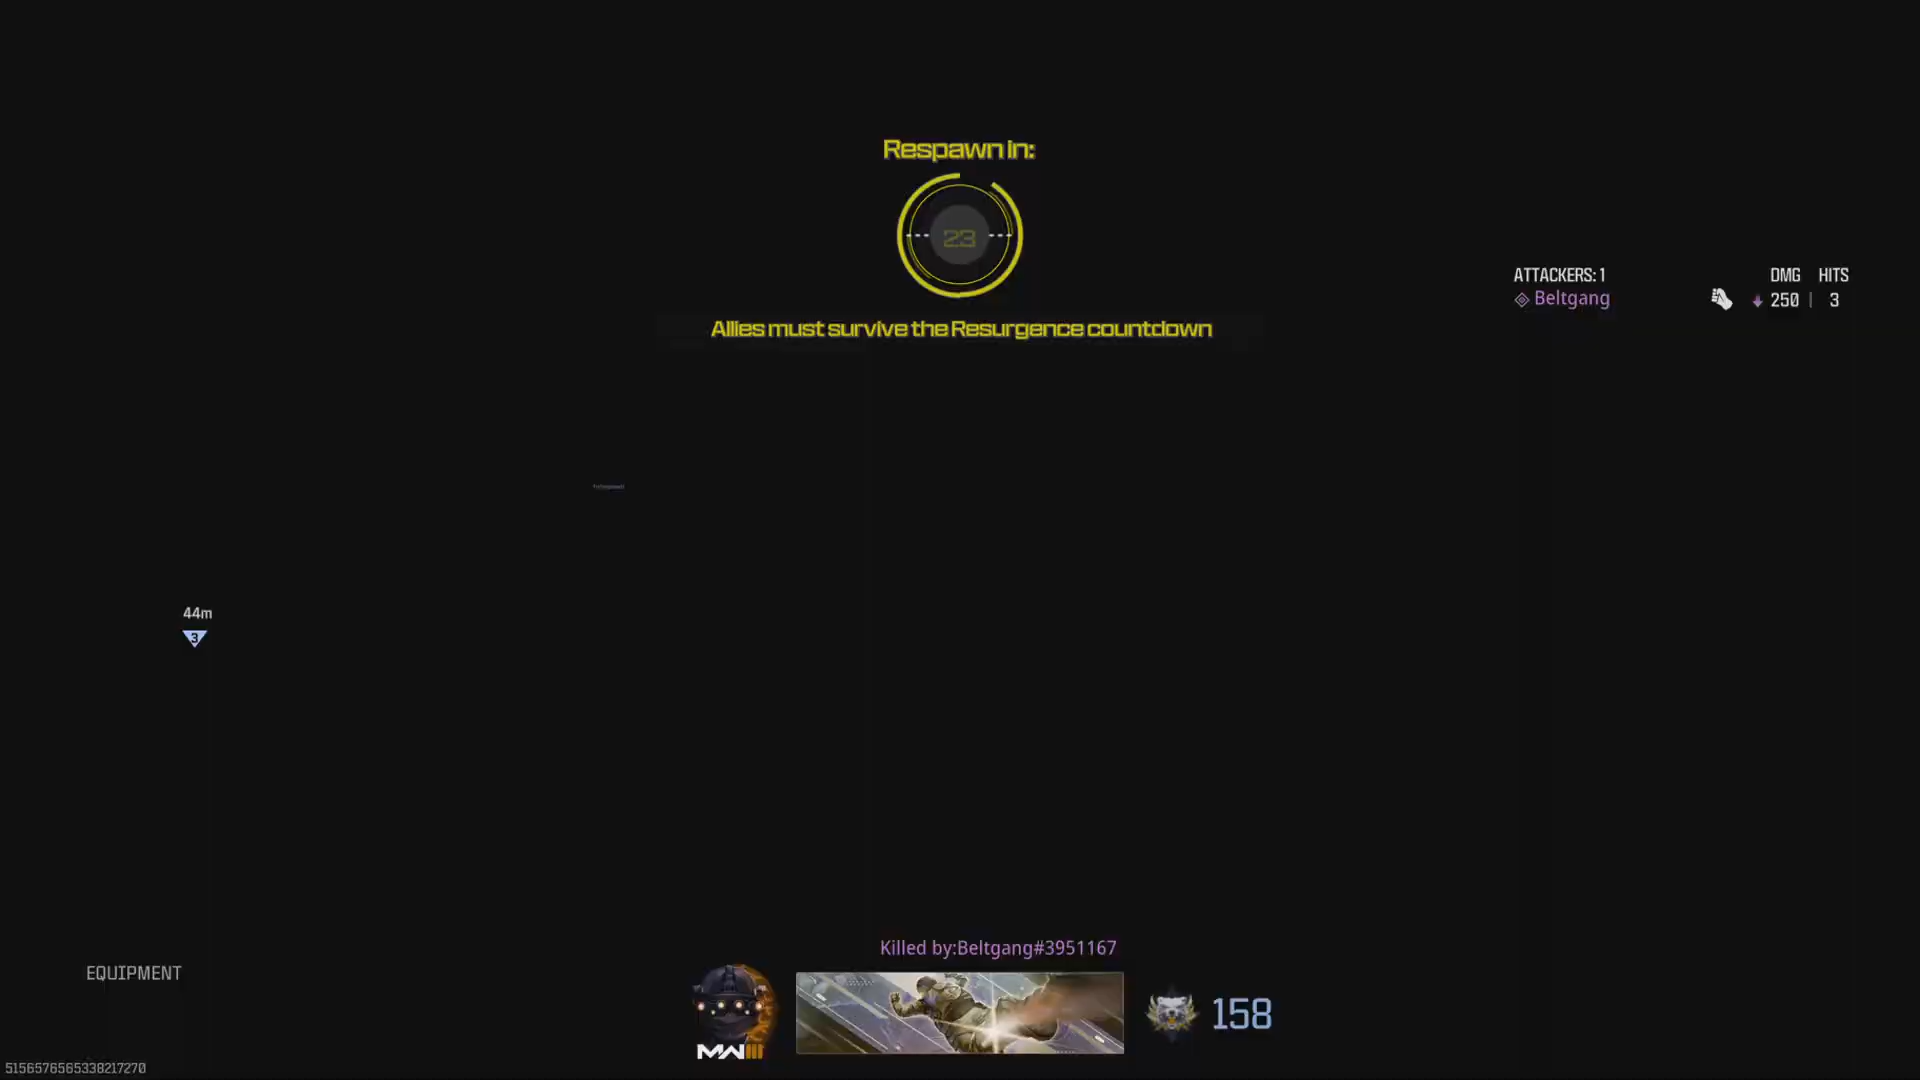 Respawn in:
23
Allies must survive the Resurgence countdown
ATTACKERS: 1 DMG HITS
Beltgang 250 | 3
44m
3
Killed by:Beltgang#3951167
EQUIPMENT
MWIII
158
5156576565338217270